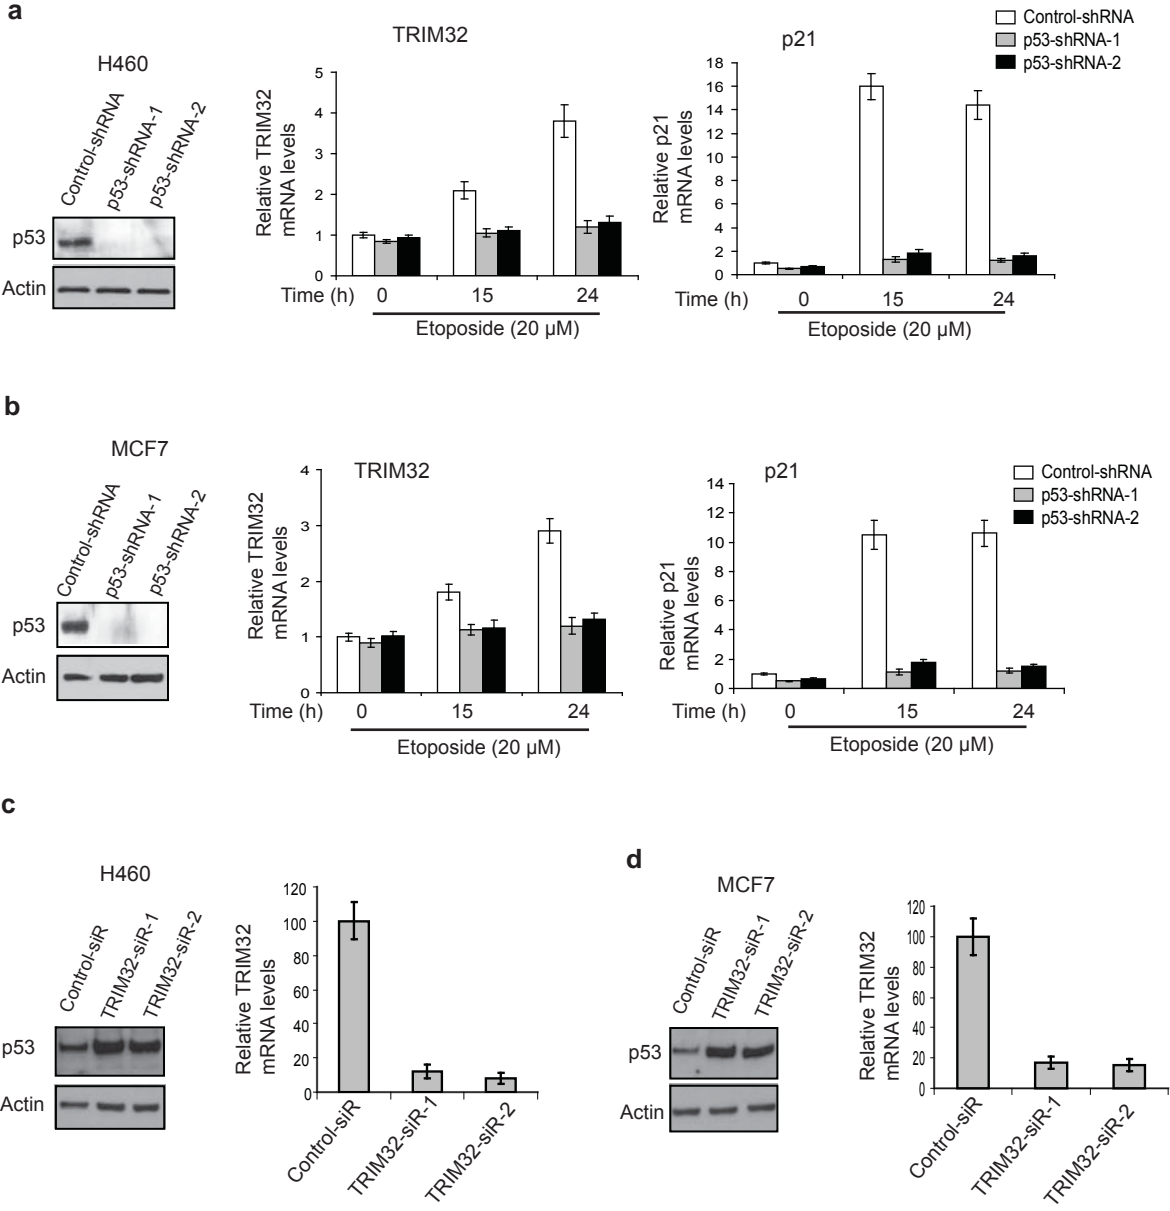 a
H460
Control-shRNA
p53-shRNA-1
p53-shRNA-2
p53
Actin
TRIM32
Relative TRIM32
mRNA levels
5
4
3
2
1
0
Time (h)
0
15
24
Etoposide (20 µM)
p21
Relative p21
mRNA levels
18
16
14
12
10
8
6
4
2
0
Time (h)
0
15
24
Etoposide (20 µM)
Control-shRNA
p53-shRNA-1
p53-shRNA-2
b
MCF7
Control-shRNA
p53-shRNA-1
p53-shRNA-2
p53
Actin
TRIM32
Relative TRIM32
mRNA levels
4
3
2
1
0
Time (h)
0
15
24
Etoposide (20 µM)
p21
Relative p21
mRNA levels
14
12
10
8
6
4
2
0
Time (h)
0
15
24
Etoposide (20 µM)
Control-shRNA
p53-shRNA-1
p53-shRNA-2
c
H460
Control-siR
TRIM32-siR-1
TRIM32-siR-2
p53
Actin
Relative TRIM32
mRNA levels
120
100
80
60
40
20
0
Control-siR
TRIM32-siR-1
TRIM32-siR-2
d
MCF7
Control-siR
TRIM32-siR-1
TRIM32-siR-2
p53
Actin
Relative TRIM32
mRNA levels
120
100
80
60
40
20
0
Control-siR
TRIM32-siR-1
TRIM32-siR-2